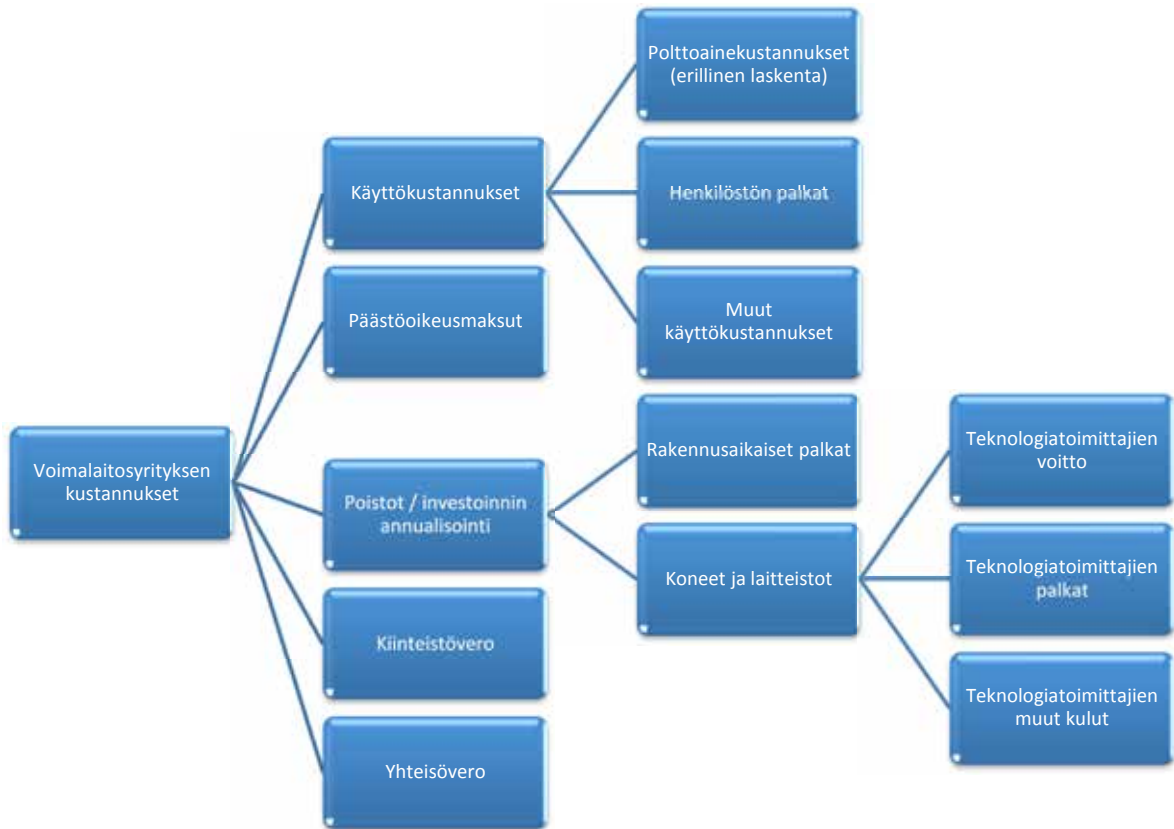 Voimalaitosyrityksen
kustannukset
Käyttökustannukset
Päästöoikeusmaksut
Poistot / investoinnin
annualisointi
Kiinteistövero
Yhteisövero
Polttoainekustannukset
(erillinen laskenta)
Henkilöstön palkat
Muut
käyttökustannukset
Rakennusaikaiset palkat
Koneet ja laitteistot
Teknologiatoimittajien
voitto
Teknologiatoimittajien
palkat
Teknologiatoimittajien
muut kulut